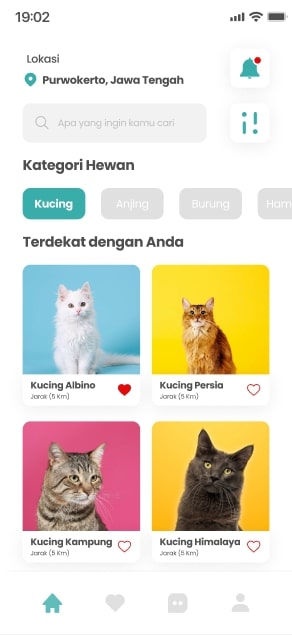 19:02
Lokasi
Purwokerto, Jawa Tengah
Apa yang ingin kamu cari
Kategori Hewan
Kucing Anjing Burung Ham
Terdekat dengan Anda
Kucing Albino
Jarak (5 Km)
Kucing Persia
Jarak (5 Km)
Kucing Kampung
Jarak (5 Km)
Kucing Himalaya
Jarak (5 Km)